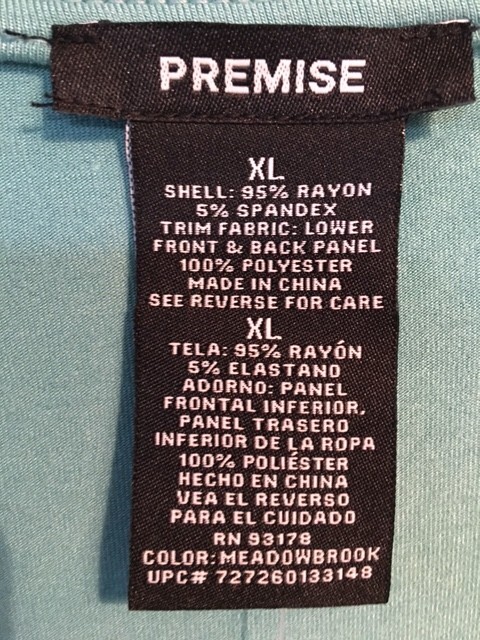 PREMISE
XL
SHELL: 95% RAYON
5% SPANDEX
TRIM FABRIC: LOWER
FRONT & BACK PANEL
100% POLYESTER
MADE IN CHINA
SEE REVERSE FOR CARE
XL
TELA: 95% RAYÓN
5% ELASTANO
ADORNO: PANEL
FRONTAL INFERIOR,
PANEL TRASERO
INFERIOR DE LA ROPA
100% POLIÉSTER
HECHO EN CHINA
VEA EL REVERSO
PARA EL CUIDADO
RN 93178
COLOR: MEADOWBROOK
UPC# 727260133148